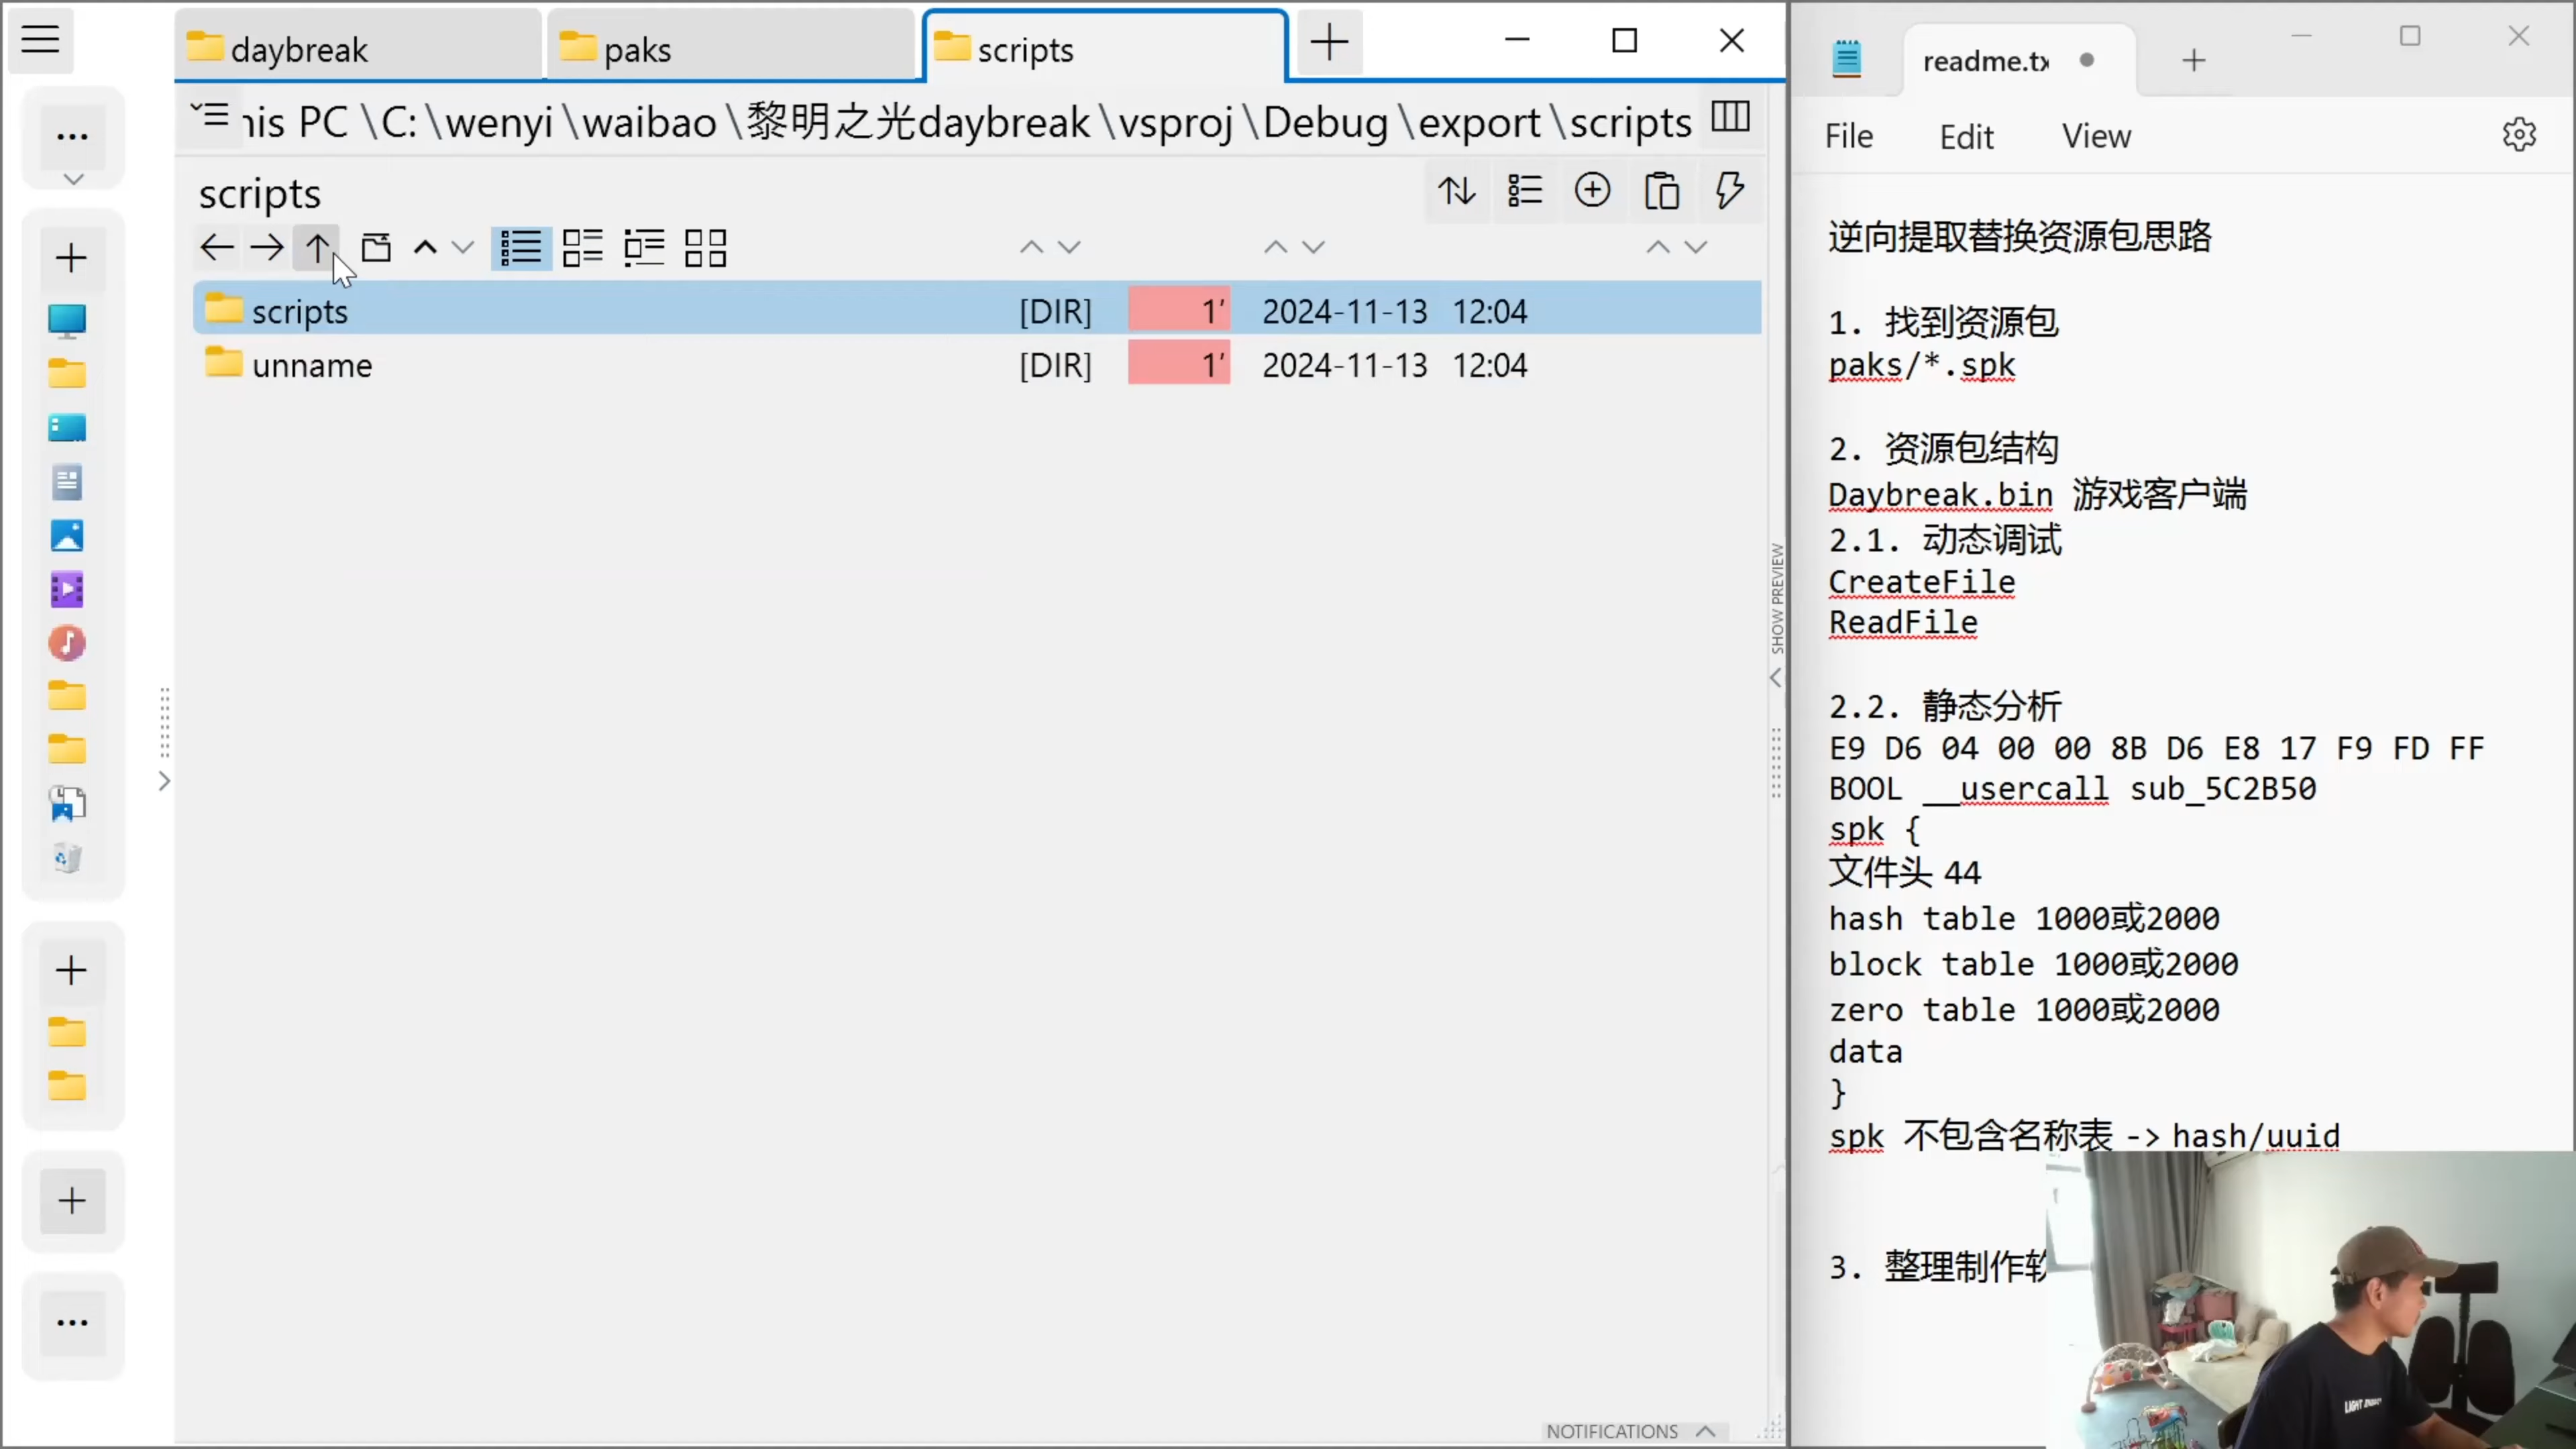 daybreak
paks
scripts
his PC \C: \wenyi \waibao \黎明之光daybreak \vsproj \Debug \export \scripts
scripts
scripts [DIR] 1′ 2024-11-13 12:04
unname [DIR] 1′ 2024-11-13 12:04
SHOW PREVIEW
NOTIFICATIONS
readme.tx
File Edit View
逆向提取替换资源包思路
1. 找到资源包
paks/*.spk
2. 资源包结构
Daybreak.bin 游戏客户端
2.1. 动态调试
CreateFile
ReadFile
2.2. 静态分析
E9 D6 04 00 00 8B D6 E8 17 F9 FD FF
BOOL __usercall sub_5C2B50
spk {
文件头 44
hash table 1000或2000
block table 1000或2000
zero table 1000或2000
data
}
spk 不包含名称表 -> hash/uuid
3. 整理制作软